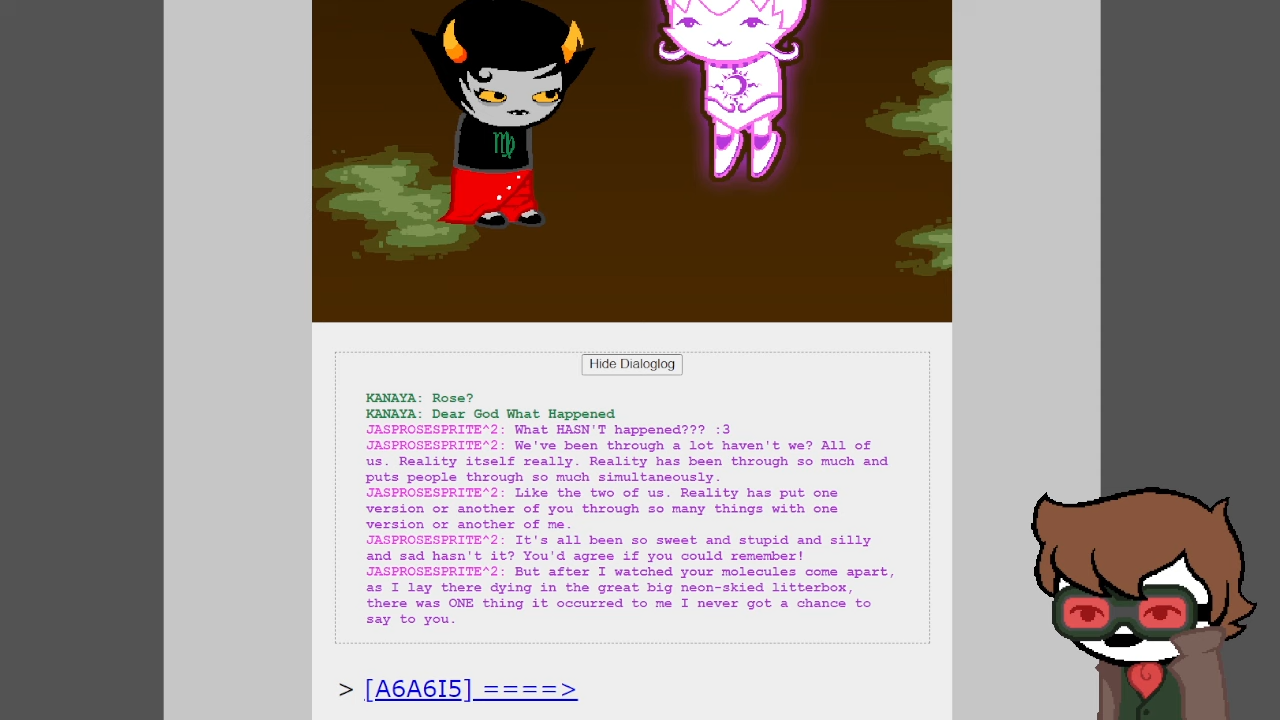 ♍
Hide Dialoglog
KANAYA: Rose?
KANAYA: Dear God What Happened
JASPROSESPRITE^2: What HASN'T happened??? :3
JASPROSESPRITE^2: We've been through a lot haven't we? All of
us. Reality itself really. Reality has been through so much and
puts people through so much simultaneously.
JASPROSESPRITE^2: Like the two of us. Reality has put one
version or another of you through so many things with one
version or another of me.
JASPROSESPRITE^2: It's all been so sweet and stupid and silly
and sad hasn't it? You'd agree if you could remember!
JASPROSESPRITE^2: But after I watched your molecules come apart,
as I lay there dying in the great big neon-skied litterbox,
there was ONE thing it occurred to me I never got a chance to
say to you.
> [A6A6I5] ====>